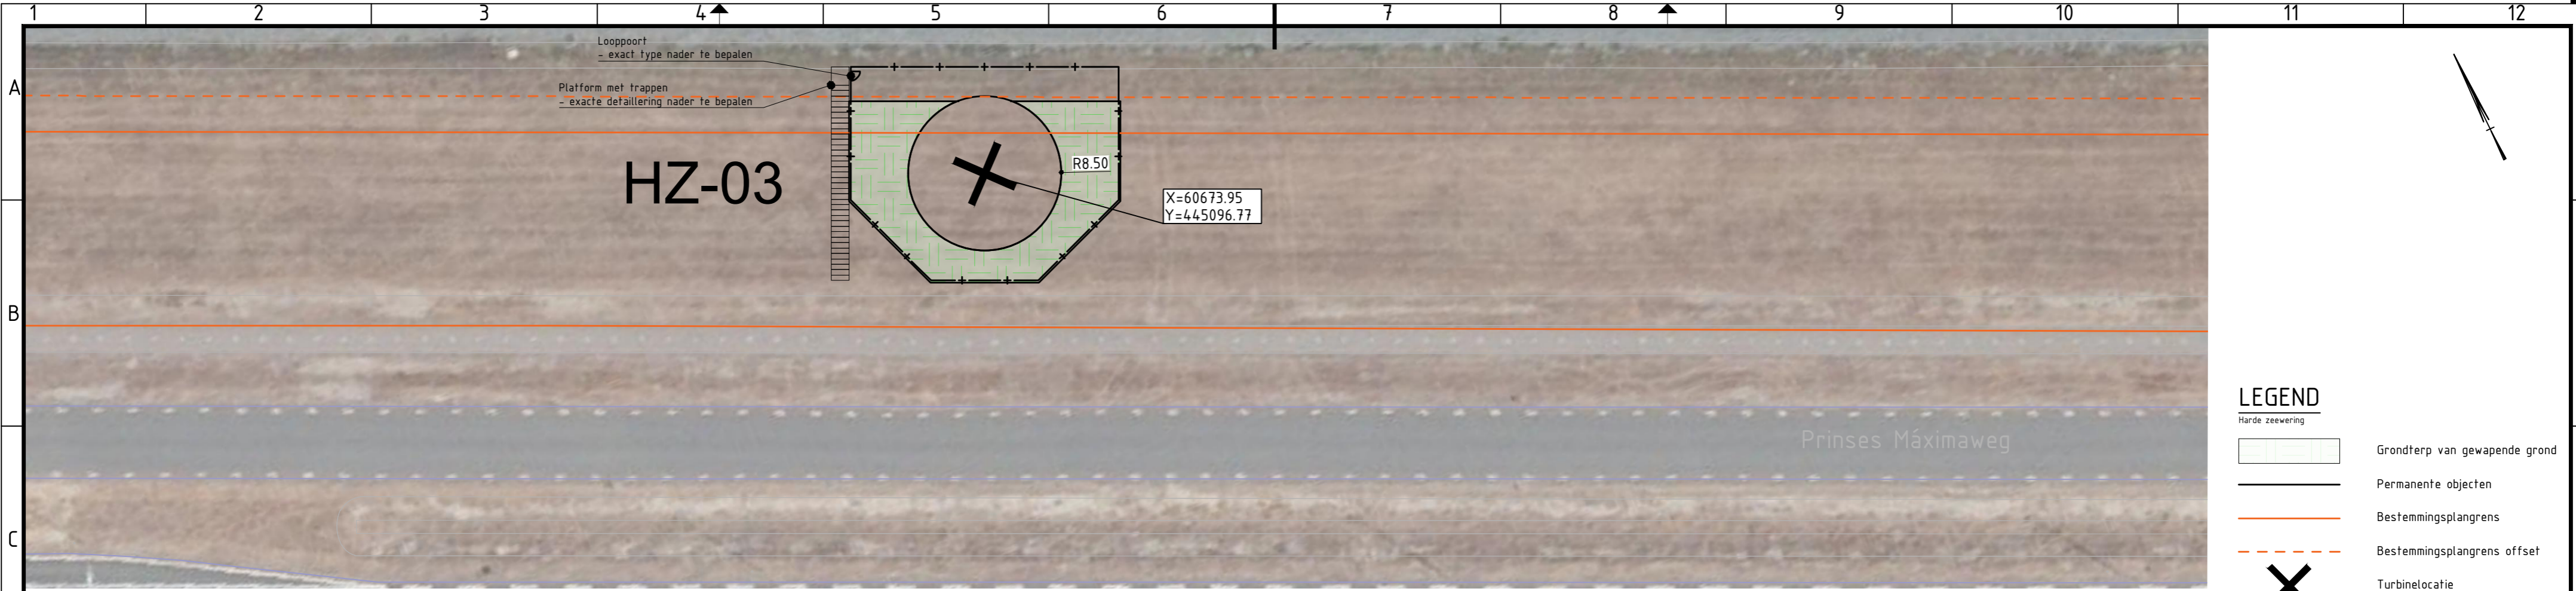 1 2 3 4 5 6 7 8 9 10 11 12
A
Looppoort
- exact type nader te bepalen
Platform met trappen
- exacte detaillering nader te bepalen
HZ-03
R8.50
X=60673.95
Y=445096.77
B
Prinses Máximaweg
C
LEGEND
Harde zeewering
Grondterp van gewapende grond
Permanente objecten
Bestemmingsplangrens
Bestemmingsplangrens offset
Turbinelocatie